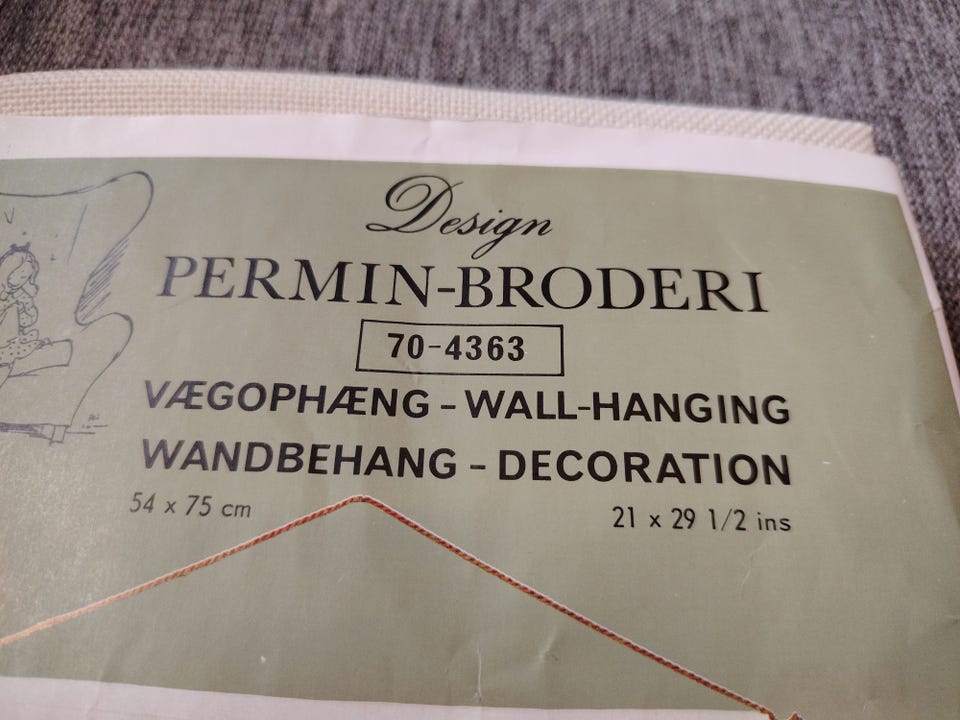 Design
PERMIN-BRODERI
70-4363
VÆGOPHÆNG - WALL-HANGING
WANDBEHANG - DECORATION
54 x 75 cm
21 x 29 1/2 ins